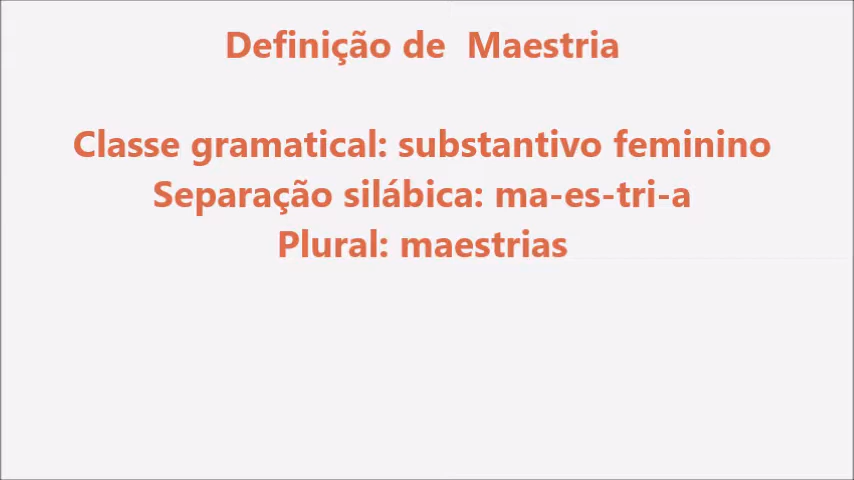 Definição de  Maestria
Classe gramatical: substantivo feminino
Separação silábica: ma-es-tri-a
Plural: maestrias